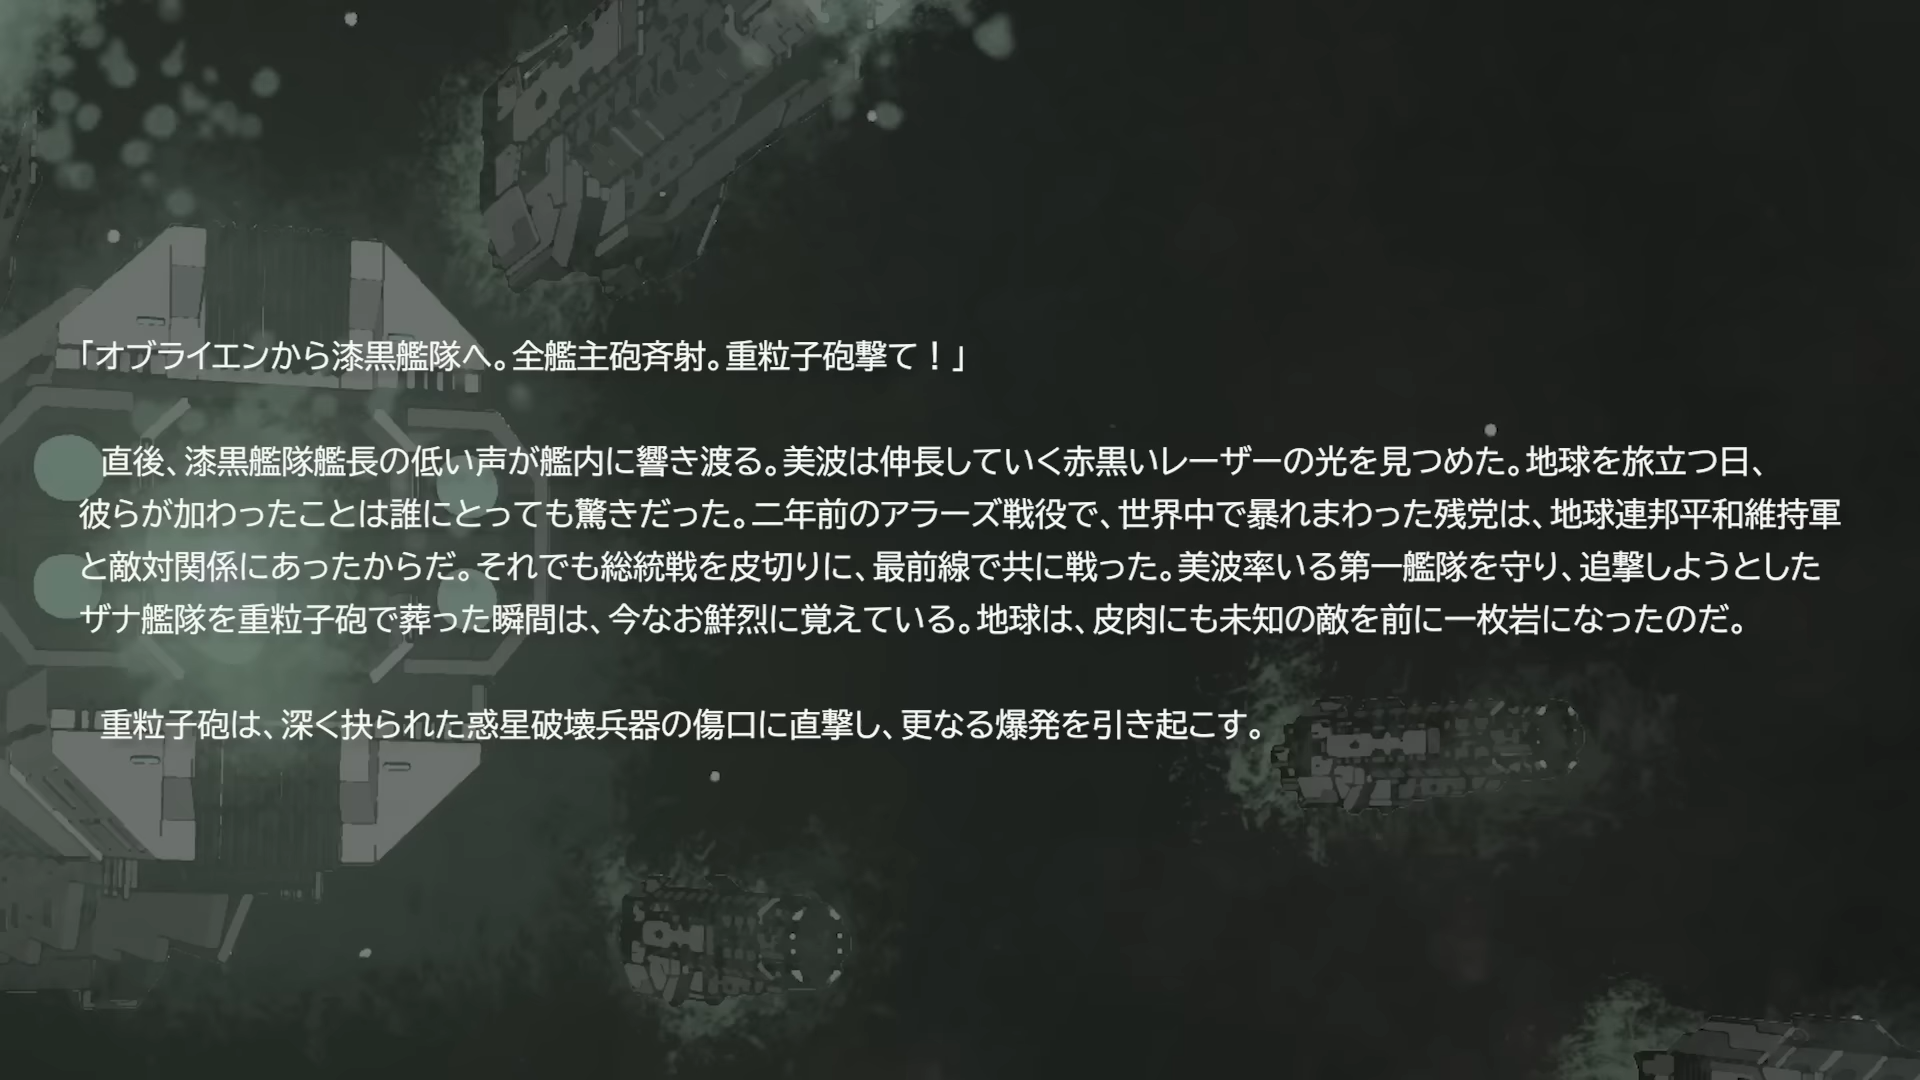 「オブライエンから漆黒艦隊へ。全艦主砲斉射。重粒子砲撃て！」
直後、漆黒艦隊艦長の低い声が艦内に響き渡る。美波は伸長していく赤黒いレーザーの光を見つめた。地球を旅立つ日、
彼らが加わったことは誰にとっても驚きだった。二年前のアラーズ戦役で、世界中で暴れまわった残党は、地球連邦平和維持軍
と敵対関係にあったからだ。それでも総統戦を皮切りに、最前線で共に戦った。美波率いる第一艦隊を守り、追撃しようとした
ザナ艦隊を重粒子砲で葬った瞬間は、今なお鮮烈に覚えている。地球は、皮肉にも未知の敵を前に一枚岩になったのだ。
重粒子砲は、深く抉られた惑星破壊兵器の傷口に直撃し、更なる爆発を引き起こす。